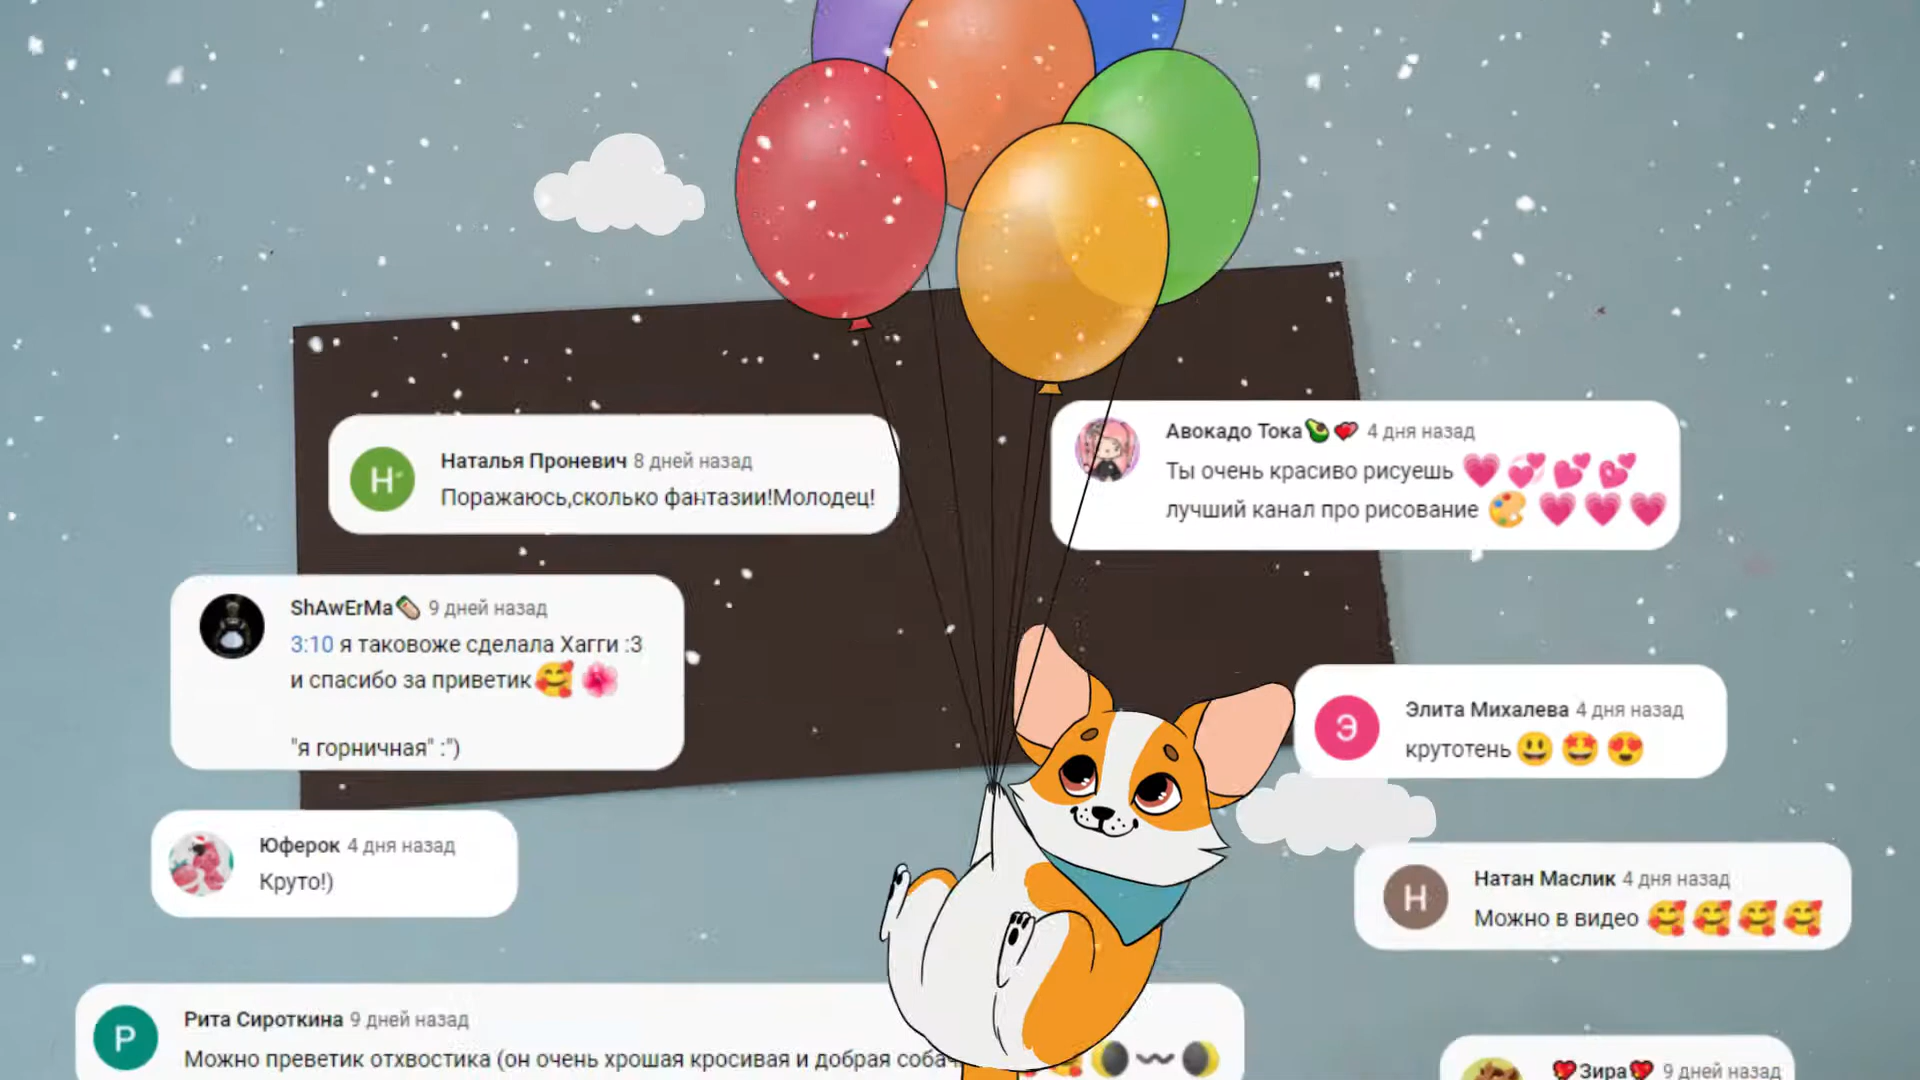 Наталья Проневич 8 дней назад
Поражаюсь,сколько фантазии!Молодец!
Авокадо Тока🥑💕 4 дня назад
Ты очень красиво рисуешь 💗💞💕💕
лучший канал про рисование 🎨💗💗💗
ShAwErMa🌯 9 дней назад
3:10 я таковоже сделала Хагги :3
и спасибо за приветик🥰🌺
"я горничная" :")
Элита Михалева 4 дня назад
крутотень 😃🤩😍
Юферок 4 дня назад
Круто!)
Натан Маслик 4 дня назад
Можно в видео 🥰🥰🥰🥰
Рита Сироткина 9 дней назад
Можно преветик отхвостика (он очень хрошая кросивая и добрая
💖Зира💖 9 дней назад
Н
Э
Н
Р